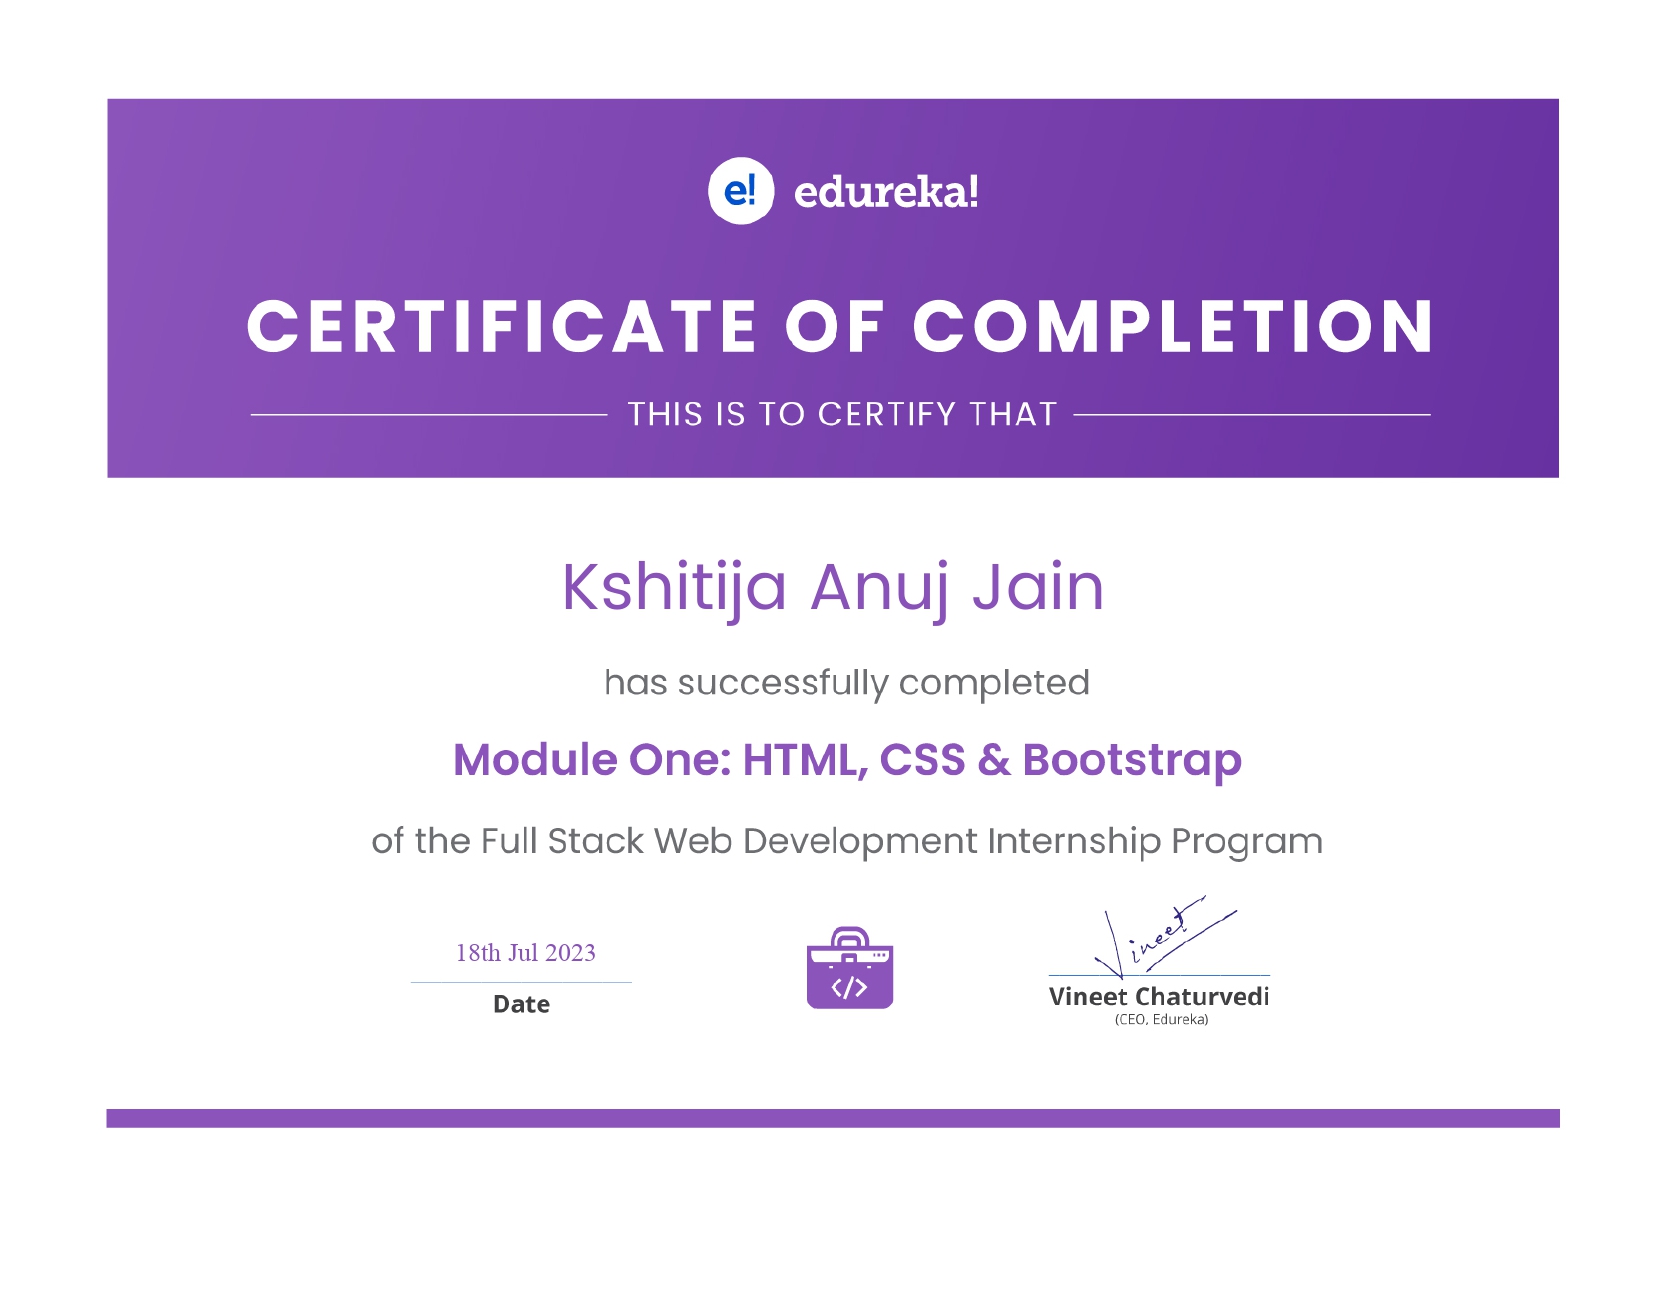 e! edureka!
CERTIFICATE OF COMPLETION
THIS IS TO CERTIFY THAT
Kshitija Anuj Jain
has successfully completed
Module One: HTML, CSS & Bootstrap
of the Full Stack Web Development Internship Program
18th Jul 2023
Date
</>
Vineet
Vineet Chaturvedi
(CEO, Edureka)